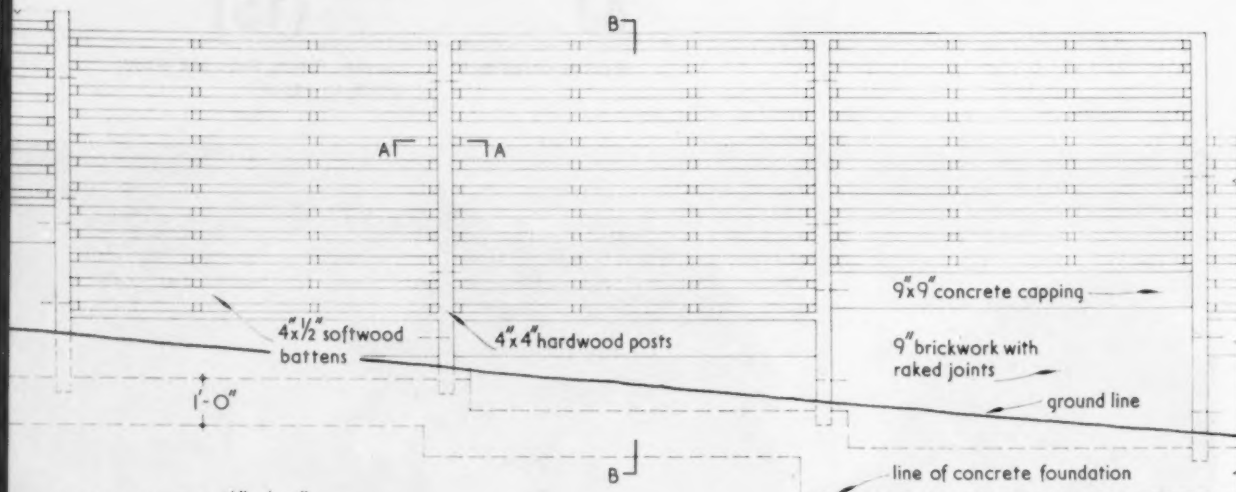 B
A
A
9"x9" concrete capping
4"x½" softwood
battens
4"x4" hardwood posts
9" brickwork with
raked joints
1'-0"
ground line
B
line of concrete foundation